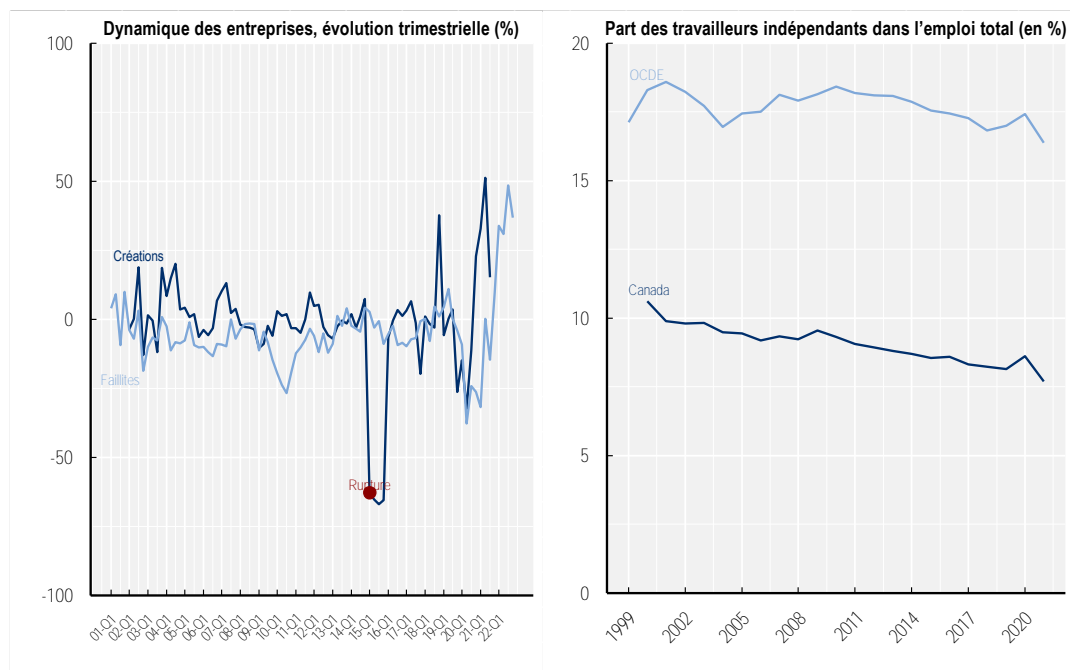 Dynamique des entreprises, évolution trimestrielle (%)
100
50
0
-50
-100
Créations
Faillites
Rupture
01-Q1
02-Q1
03-Q1
04-Q1
05-Q1
06-Q1
07-Q1
08-Q1
09-Q1
10-Q1
11-Q1
12-Q1
13-Q1
14-Q1
15-Q1
16-Q1
17-Q1
18-Q1
19-Q1
20-Q1
21-Q1
22-Q1
Part des travailleurs indépendants dans l’emploi total (en %)
20
15
10
5
0
OCDE
Canada
1999
2002
2005
2008
2011
2014
2017
2020